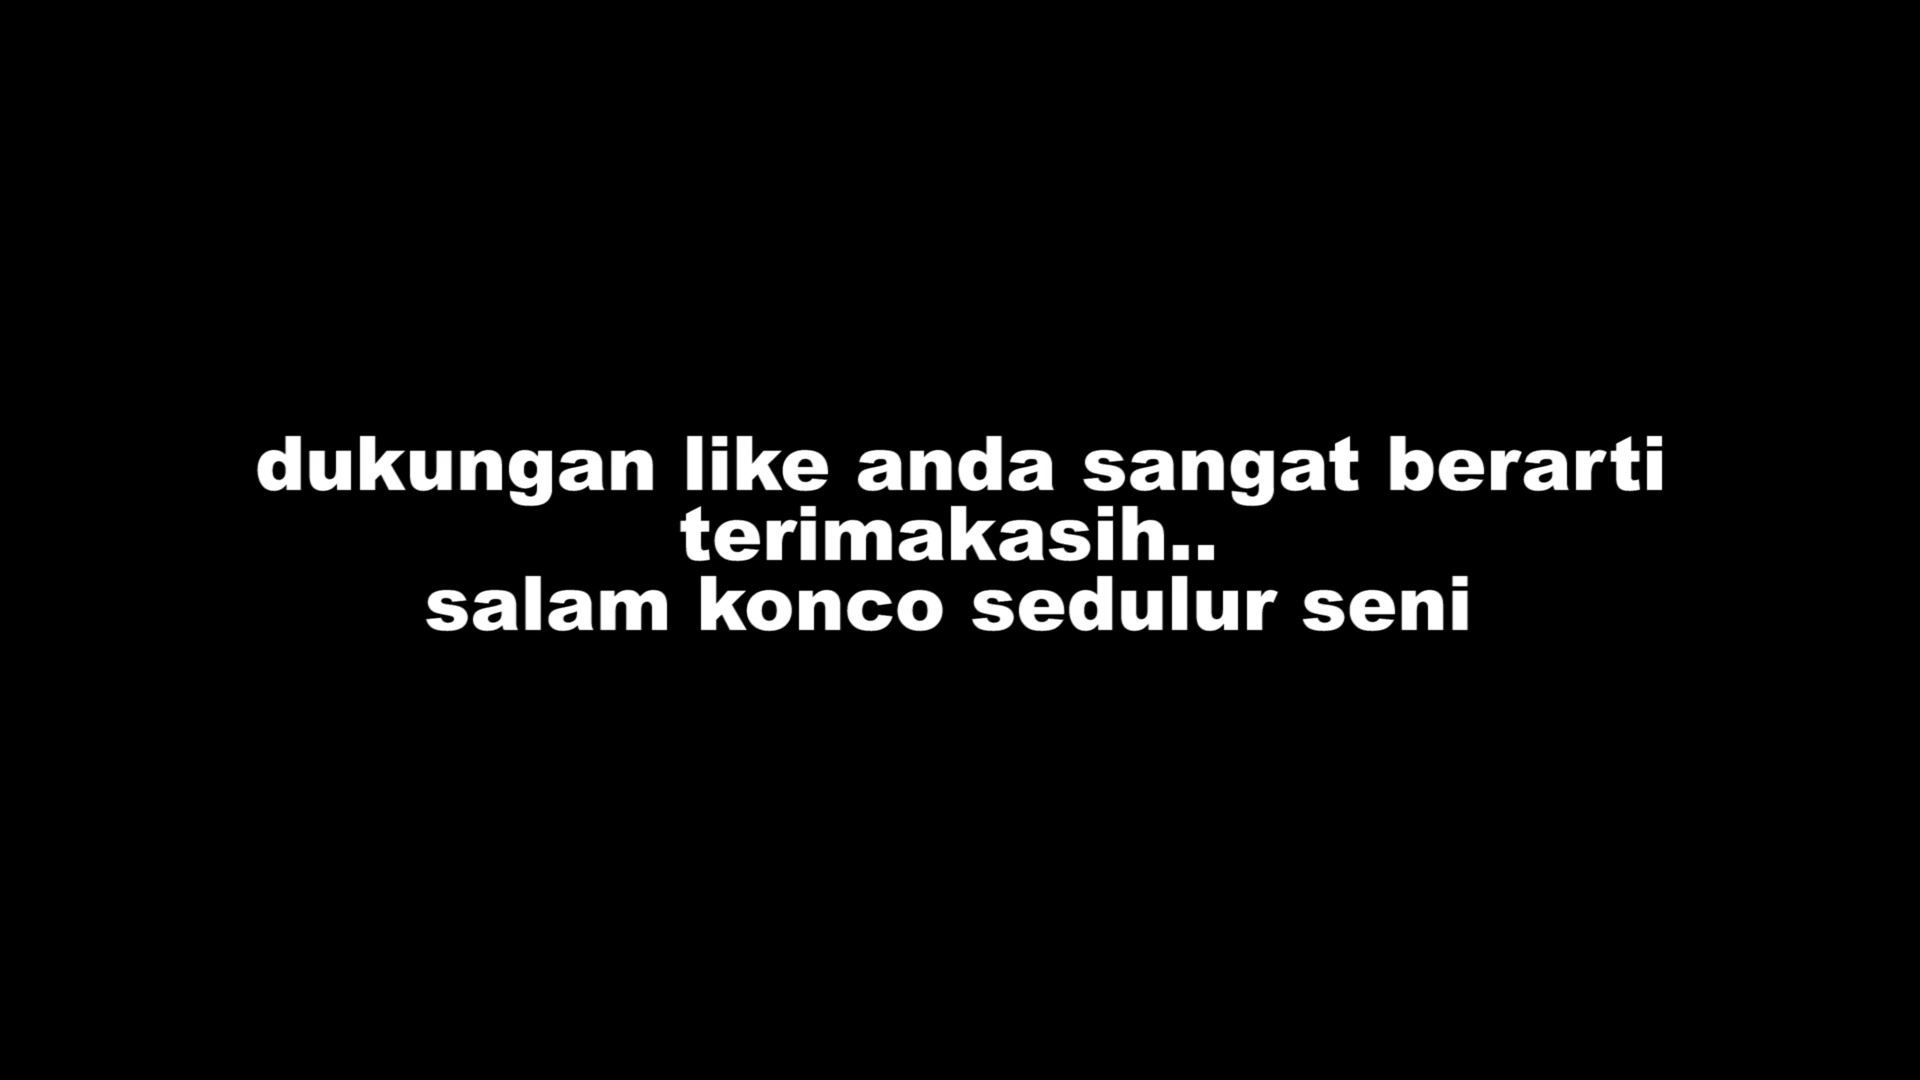 dukungan like anda sangat berarti
terimakasih..
salam konco sedulur seni